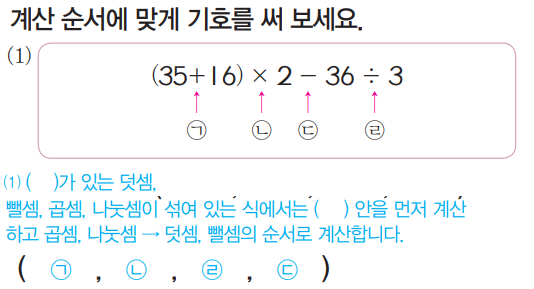 계산 순서에 맞게 기호를 써 보세요.
(1)
(35+16) × 2 − 36 ÷ 3
㉠ ㉡ ㉢ ㉣
(1) ( )가 있는 덧셈,
뺄셈, 곱셈, 나눗셈이 섞여 있는 식에서는 ( ) 안을 먼저 계산
하고 곱셈, 나눗셈 → 덧셈, 뺄셈의 순서로 계산합니다.
( ㉠ , ㉡ , ㉣ , ㉢ )